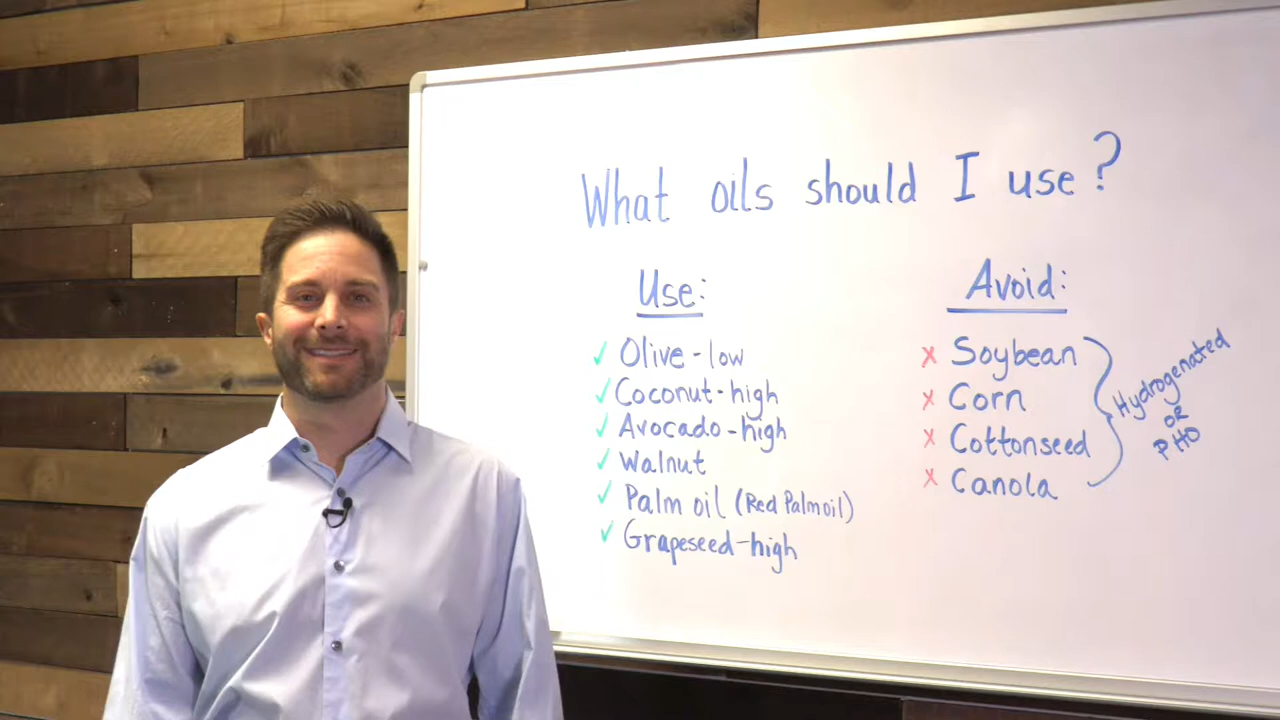 What oils should I use?
Use:
Olive - low
Coconut - high
Avocado - high
Walnut
Palm oil (Red Palm oil)
Grapeseed - high
Avoid:
x Soybean
x Corn
x Cottonseed
x Canola
Hydrogenated
OR
PHO